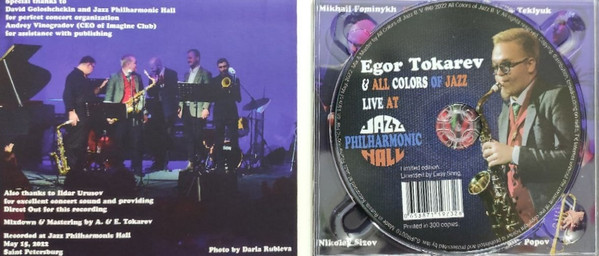 Special thanks to
David Goloshchekin and Jazz Philharmonic Hall
for perfect concert organization
Andrey Vinogradov (CEO of Imagine Club)
for assistance with publishing
Also thanks to Ildar Urusov
for excellent concert sound and providing
Direct Out for this recording
Mixdown & Mastering by A. & E. Tokarev
Recorded at Jazz Philharmonic Hall
May 15, 2022
Saint Petersburg
Photo by Daria Rubleva
Mikhail Fominykh
Teklyuk
Egor Tokarev
& ALL COLORS OF JAZZ
LIVE AT
JAZZ
PHILHARMONIC
HALL
Limited edition.
Printed in 300 copies.
Nikolay Sizov
Popov